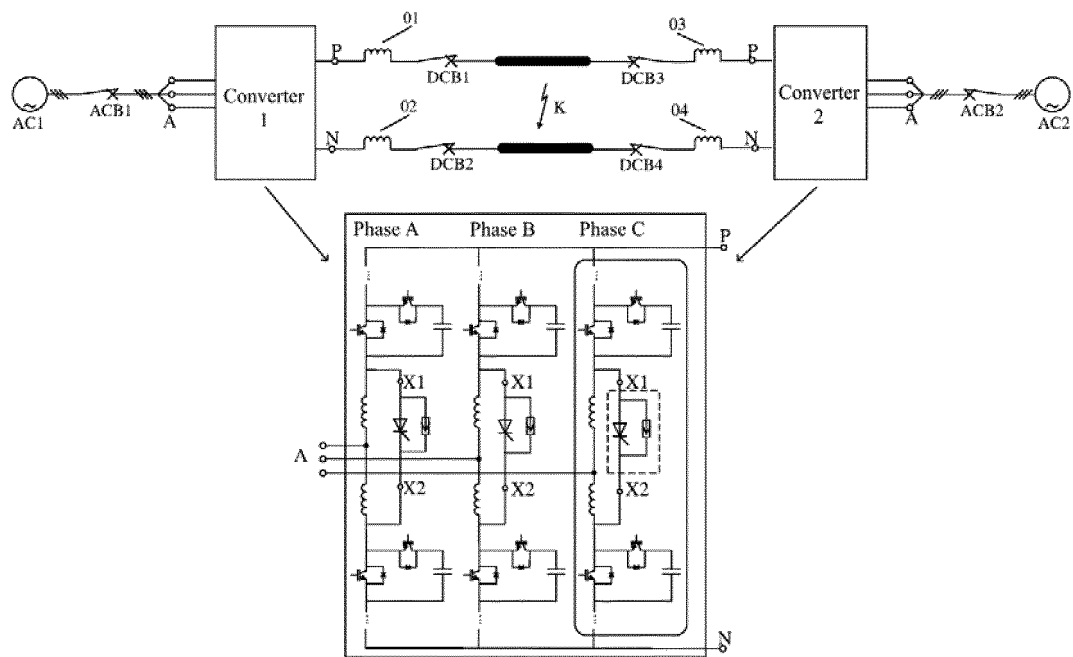 01
03
P
P
DCB1
DCB3
AC1
ACB1
A
Converter
1
K
Converter
2
A
ACB2
AC2
02
04
N
N
DCB2
DCB4
Phase A
Phase B
Phase C
P
X1
X1
X1
A
X2
X2
X2
N